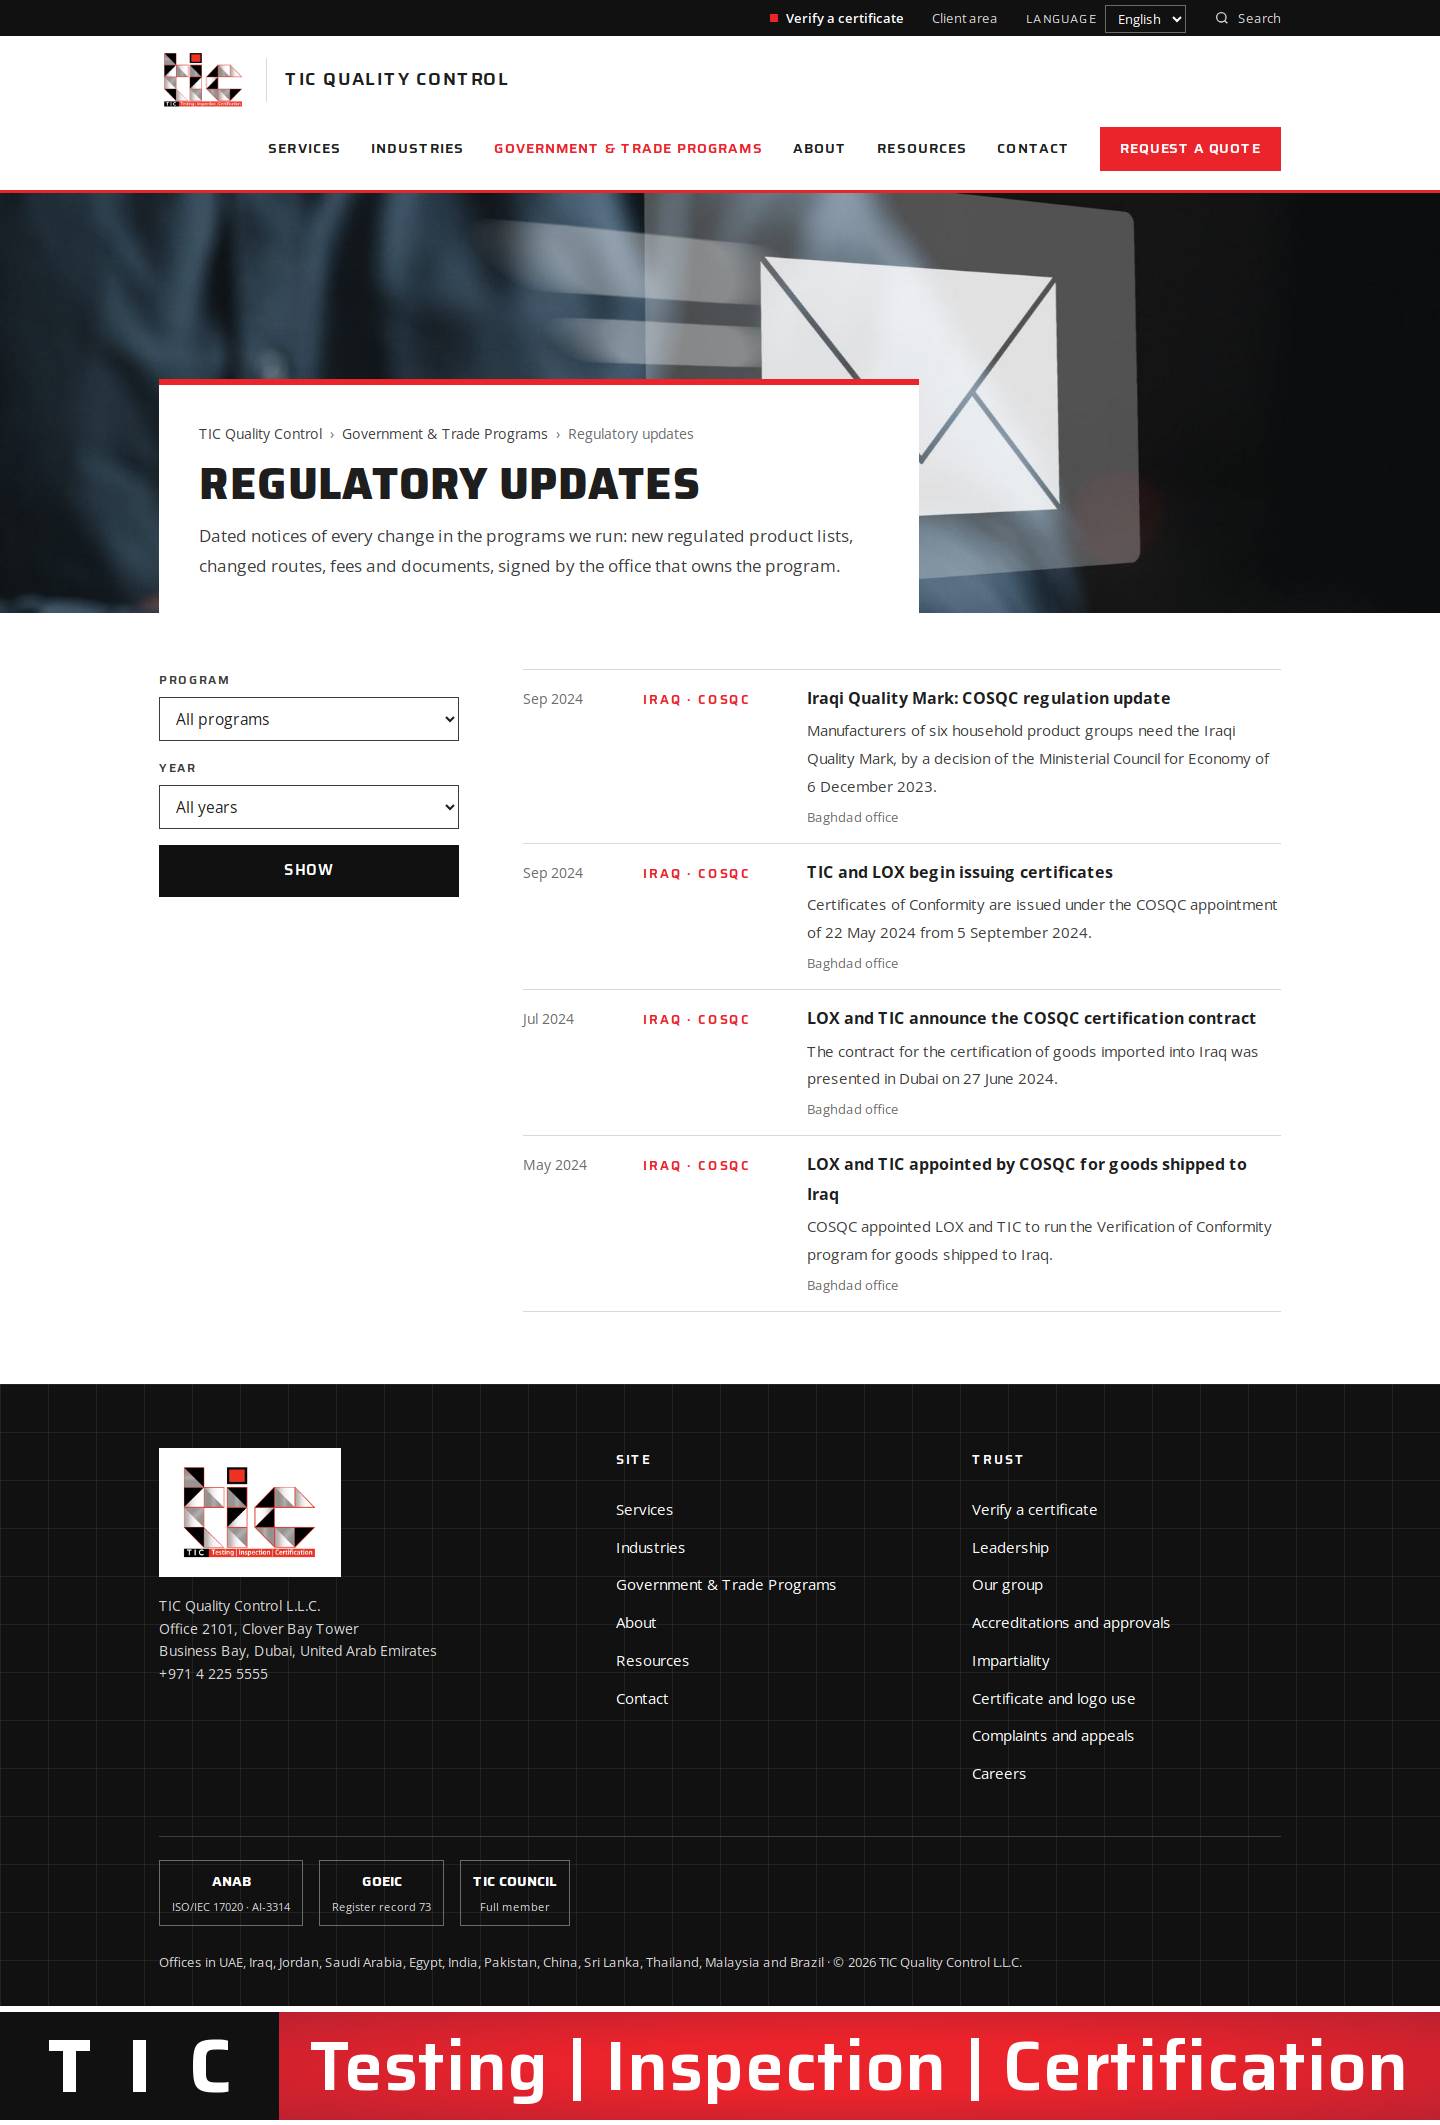 Verify a certificate
Client area
LANGUAGE English
Search
TIC Testing | Inspection | Certification
TIC QUALITY CONTROL
SERVICES
INDUSTRIES
GOVERNMENT & TRADE PROGRAMS
ABOUT
RESOURCES
CONTACT
REQUEST A QUOTE
TIC Quality Control › Government & Trade Programs › Regulatory updates
REGULATORY UPDATES
Dated notices of every change in the programs we run: new regulated product lists,
changed routes, fees and documents, signed by the office that owns the program.
PROGRAM
All programs
YEAR
All years
SHOW
Sep 2024
IRAQ · COSQC
Iraqi Quality Mark: COSQC regulation update
Manufacturers of six household product groups need the Iraqi
Quality Mark, by a decision of the Ministerial Council for Economy of
6 December 2023.
Baghdad office
Sep 2024
IRAQ · COSQC
TIC and LOX begin issuing certificates
Certificates of Conformity are issued under the COSQC appointment
of 22 May 2024 from 5 September 2024.
Baghdad office
Jul 2024
IRAQ · COSQC
LOX and TIC announce the COSQC certification contract
The contract for the certification of goods imported into Iraq was
presented in Dubai on 27 June 2024.
Baghdad office
May 2024
IRAQ · COSQC
LOX and TIC appointed by COSQC for goods shipped to
Iraq
COSQC appointed LOX and TIC to run the Verification of Conformity
program for goods shipped to Iraq.
Baghdad office
tic
TIC Testing | Inspection | Certification
TIC Quality Control L.L.C.
Office 2101, Clover Bay Tower
Business Bay, Dubai, United Arab Emirates
+971 4 225 5555
SITE
Services
Industries
Government & Trade Programs
About
Resources
Contact
TRUST
Verify a certificate
Leadership
Our group
Accreditations and approvals
Impartiality
Certificate and logo use
Complaints and appeals
Careers
ANAB
ISO/IEC 17020 · AI-3314
GOEIC
Register record 73
TIC COUNCIL
Full member
Offices in UAE, Iraq, Jordan, Saudi Arabia, Egypt, India, Pakistan, China, Sri Lanka, Thailand, Malaysia and Brazil · © 2026 TIC Quality Control L.L.C.
TIC Testing | Inspection | Certification